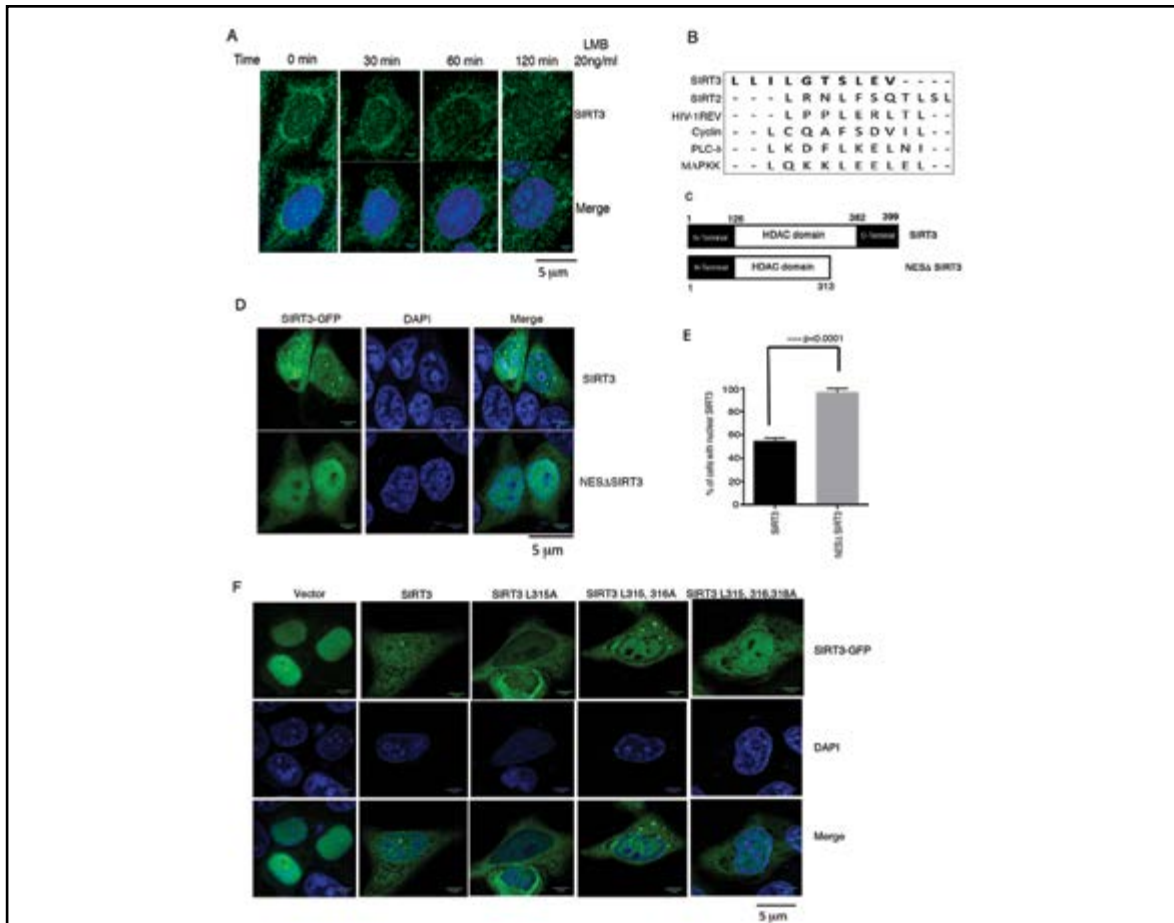 A
LMB
Time 0 min 30 min 60 min 120 min 20ng/ml
SIRT3
Merge
5 µm
B
SIRT3 L L I L G T S L E V - - - -
SIRT2 - - - L R N L F S Q T L S L
HIV-1REV - - - L P P L E R L T L - -
Cyclin - - L C Q A F S D V I L - -
PLC-δ - - L K D F L K E L N I - -
MAPKK - - L Q K K L E E L E L - -
C
1 126 382 399
N-Terminal HDAC domain C-Terminal SIRT3
N-Terminal HDAC domain NESΔ SIRT3
1 313
D
SIRT3-GFP DAPI Merge
SIRT3
NESΔSIRT3
5 µm
E
p<0.0001
% of cells with nuclear SIRT3
100
80
60
40
20
0
SIRT3
NESΔ SIRT3
F
Vector SIRT3 SIRT3 L315A SIRT3 L315, 316A SIRT3 L315, 316,318A
SIRT3-GFP
DAPI
Merge
5 µm